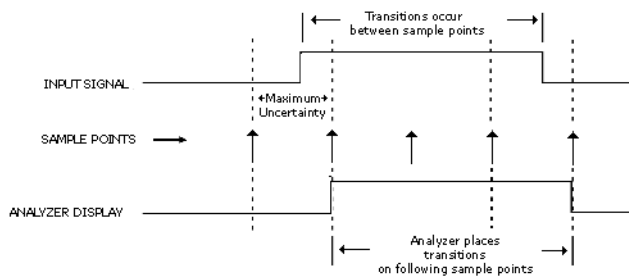 Transitions occur
between sample points
INPUT SIGNAL
Maximum
Uncertainty
SAMPLE POINTS
ANALYZER DISPLAY
Analyzer places
transitions
on following sample points